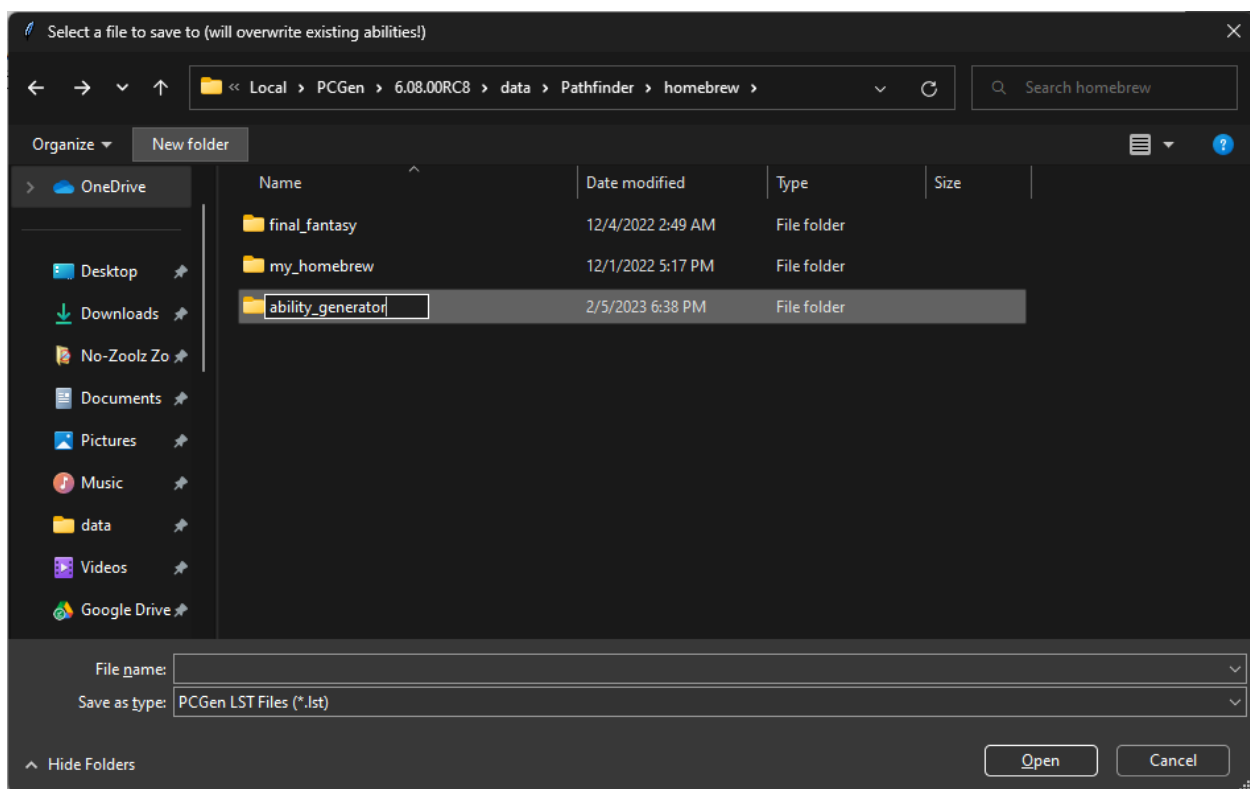 Select a file to save to (will overwrite existing abilities!)
« Local › PCGen › 6.08.00RC8 › data › Pathfinder › homebrew ›
Search homebrew
Organize
New folder
Name Date modified Type Size
OneDrive
final_fantasy 12/4/2022 2:49 AM File folder
my_homebrew 12/1/2022 5:17 PM File folder
ability_generator 2/5/2023 6:38 PM File folder
Desktop
Downloads
No-Zoolz Zo
Documents
Pictures
Music
data
Videos
Google Drive
File name:
Save as type: PCGen LST Files (*.lst)
Hide Folders
Open
Cancel